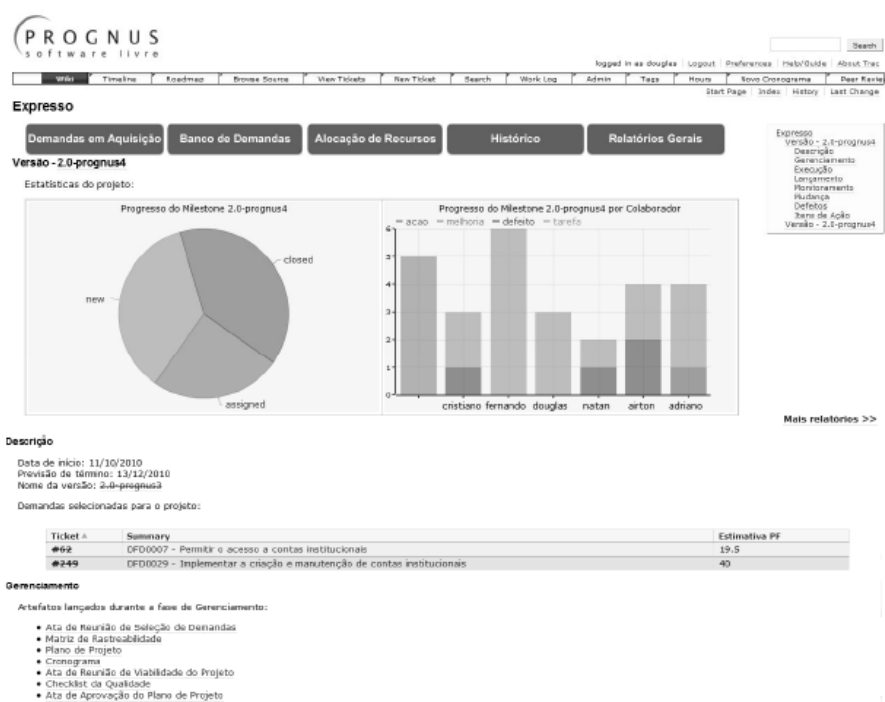 PROGNUS
software livre
Search
logged in as douglas Logout Preferences Help/Guide About Trac
Wiki Timeline Roadmap Browse Source View Tickets New Ticket Search Work Log Admin Tags Hours Novo Cronograma Peer Review
Start Page Index History Last Change
Expresso
Demandas em Aquisição Banco de Demandas Alocação de Recursos Histórico Relatórios Gerais
Expresso
Versão - 2.0-prognus4
Descrição
Gerenciamento
Execução
Lançamento
Monitoramento
Mudança
Defeitos
Itens de Ação
Versão - 2.0-prognus4
Versão - 2.0-prognus4
Estatísticas do projeto:
Progresso do Milestone 2.0-prognus4
closed
new
assigned
Progresso do Milestone 2.0-prognus4 por Colaborador
acao melhoria defeito tarefa
6
5
4
3
2
1
0
cristiano fernando douglas natan airton adriano
Mais relatórios >>
Descrição
Data de início: 11/10/2010
Previsão de término: 13/12/2010
Nome da versão: 2.0-prognus3
Demandas selecionadas para o projeto:
Ticket Summary Estimativa PF
#62 DFD0007 - Permitir o acesso a contas institucionais 19.5
#249 DFD0029 - Implementar a criação e manutenção de contas institucionais 40
Gerenciamento
Artefatos lançados durante a fase de Gerenciamento:
• Ata de Reunião de Seleção de Demandas
• Matriz de Rastreabilidade
• Plano de Projeto
• Cronograma
• Ata de Reunião de Viabilidade do Projeto
• Checklist da Qualidade
• Ata de Aprovação do Plano de Projeto